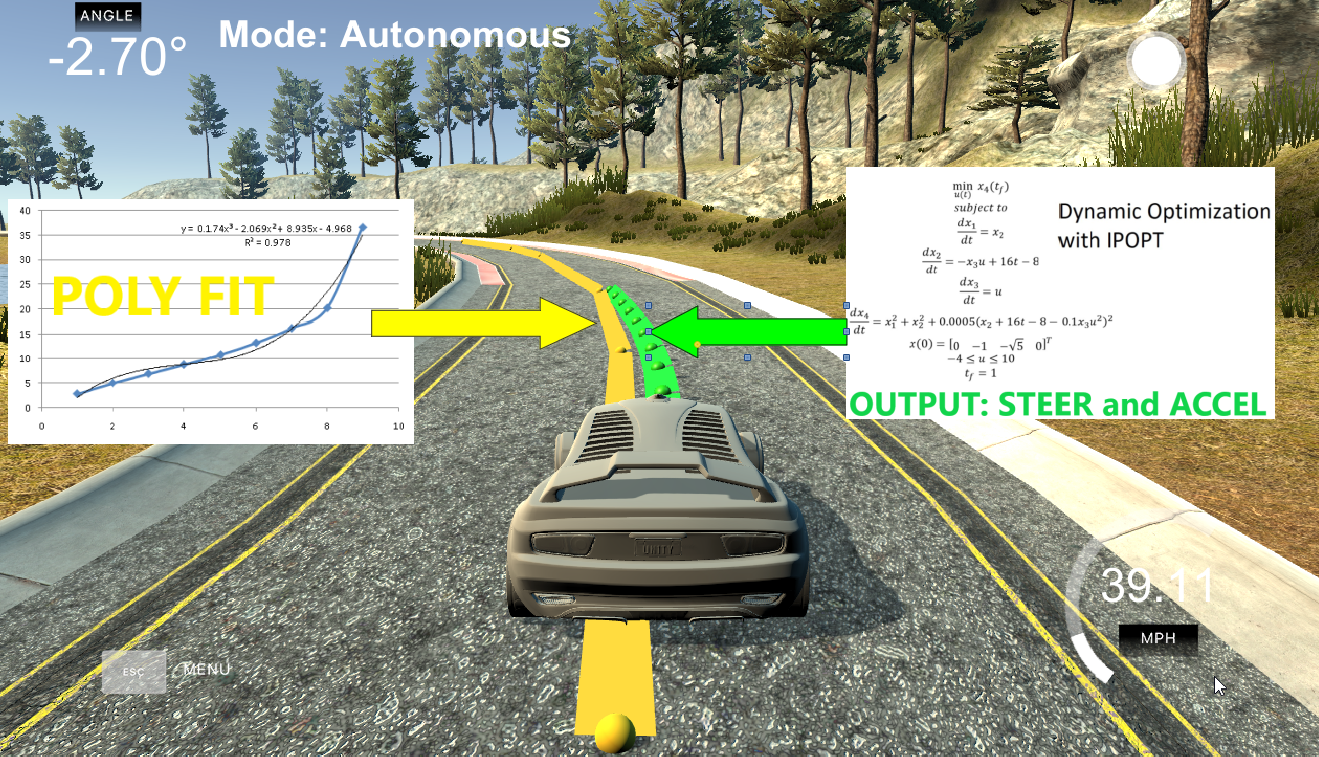 ANGLE
-2.70°
Mode: Autonomous
y = 0.174x³ - 2.069x² + 8.935x - 4.968
R² = 0.978
40
35
30
25
20
15
10
5
0
0 2 4 6 8 10
POLY FIT
min x₄(t_f)
u(t)
subject to
dx₁/dt = x₂
dx₂/dt = −x₃u + 16t − 8
dx₃/dt = u
dx₄/dt = x₁² + x₂² + 0.0005(x₂ + 16t − 8 − 0.1x₃u²)²
x(0) = [0 −1 −√5 0]ᵀ
−4 ≤ u ≤ 10
t_f = 1
Dynamic Optimization
with IPOPT
OUTPUT: STEER and ACCEL
UNITY
39.11
MPH
ESC MENU